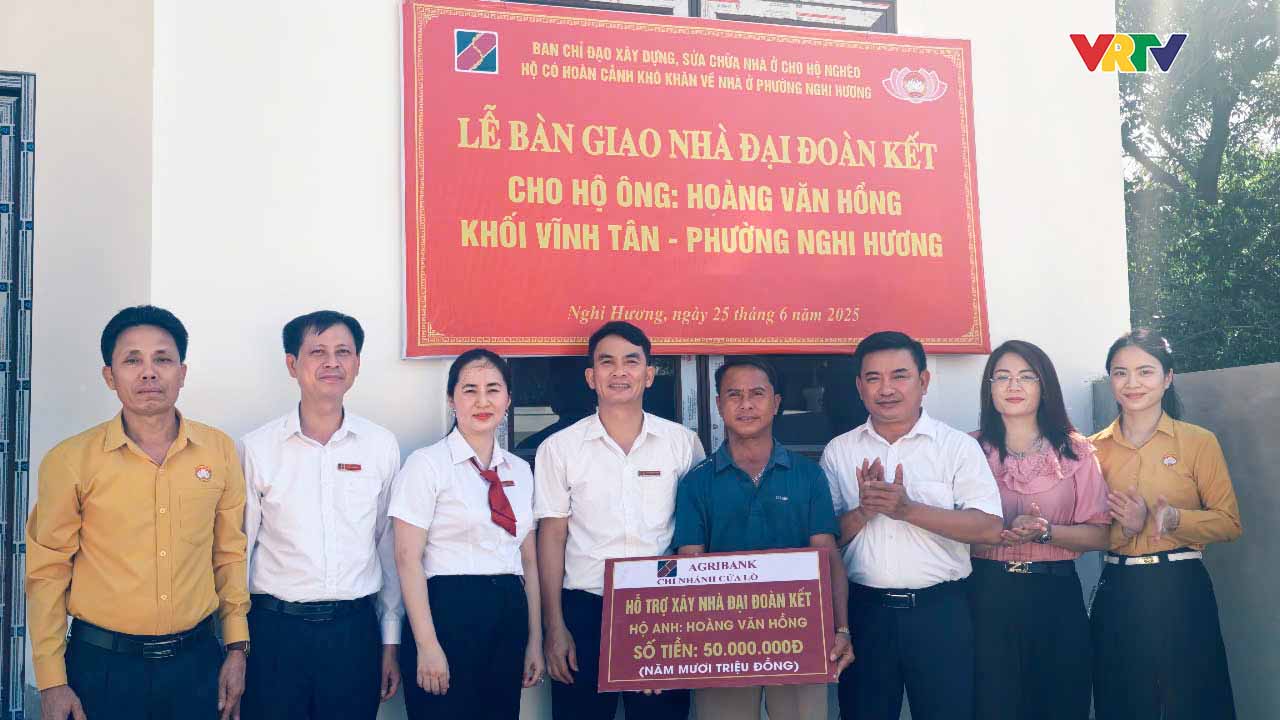 VRTV
BAN CHỈ ĐẠO XÂY DỰNG, SỬA CHỮA NHÀ Ở CHO HỘ NGHÈO
HỘ CÓ HOÀN CẢNH KHÓ KHĂN VỀ NHÀ Ở PHƯỜNG NGHI HƯƠNG
LỄ BÀN GIAO NHÀ ĐẠI ĐOÀN KẾT
CHO HỘ ÔNG: HOÀNG VĂN HỒNG
KHỐI VĨNH TÂN - PHƯỜNG NGHI HƯƠNG
Nghi Hương, ngày 25 tháng 6 năm 2025
AGRIBANK
CHI NHÁNH CỬA LÒ
HỖ TRỢ XÂY NHÀ ĐẠI ĐOÀN KẾT
HỘ ANH: HOÀNG VĂN HỒNG
SỐ TIỀN: 50.000.000Đ
(NĂM MƯƠI TRIỆU ĐỒNG)